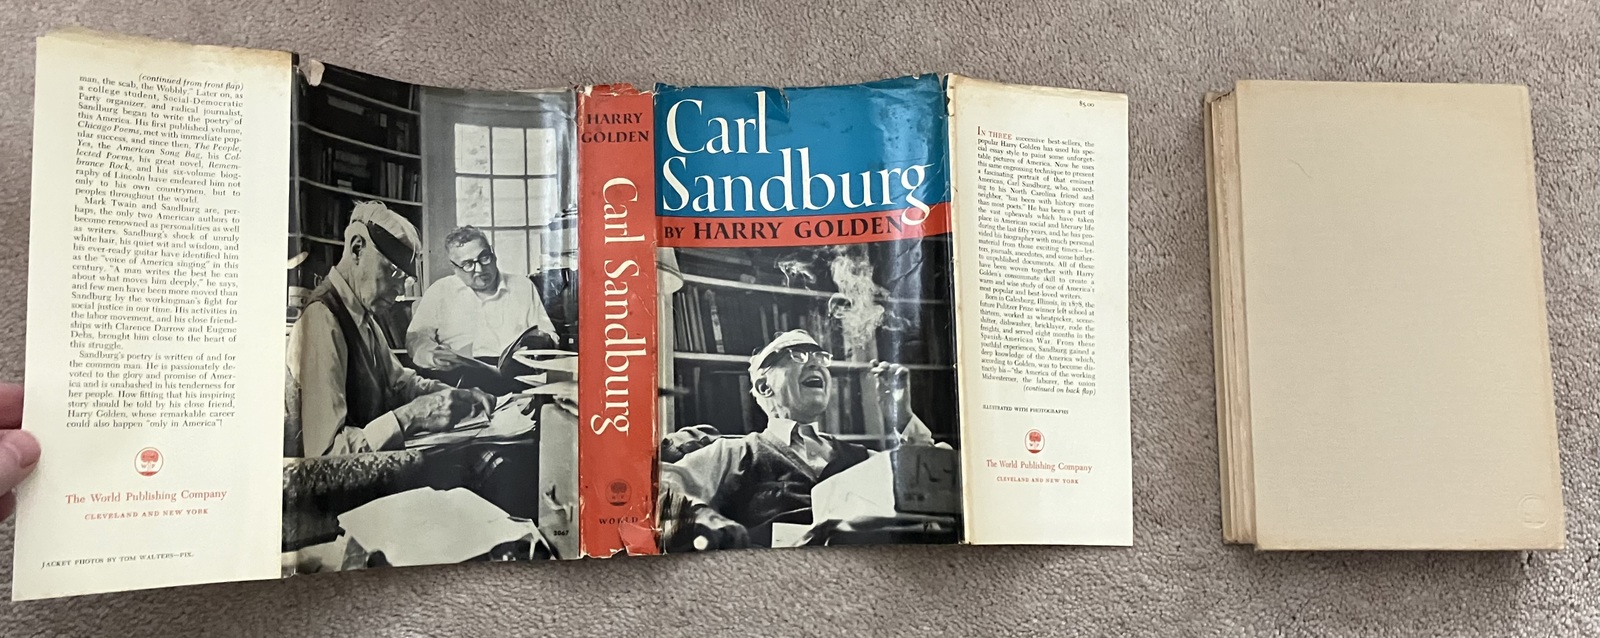 (continued from front flap)
man, the scab, the Wobbly." Later on, as
a college student, Social-Democratic
Party organizer, and radical journalist,
Sandburg began to write the poetry of
this America. His first published volume,
Chicago Poems, met with immediate pop-
ular success, and since then, The People,
Yes, the American Song Bag, his Col-
lected Poems, his great novel, Remem-
brance Rock, and his six-volume biog-
raphy of Lincoln have endeared him not
only to his own countrymen, but to
peoples throughout the world.
Mark Twain and Sandburg are, per-
haps, the only two American authors to
become renowned as personalities as well
as writers. Sandburg's shock of unruly
white hair, his quiet wit and wisdom, and
his ever-ready guitar have identified him
as the "voice of America singing" in this
century. "A man writes the best he can
about what moves him deeply," he says,
and few men have been more moved than
Sandburg by the workingman's fight for
social justice in our time. His activities in
the labor movement, and his close friend-
ships with Clarence Darrow and Eugene
Debs, brought him close to the heart of
this struggle.
Sandburg's poetry is written of and for
the common man. He is passionately de-
voted to the glory and promise of Amer-
ica and is unabashed in his tenderness for
her people. How fitting that his inspiring
story should be told by his close friend,
Harry Golden, whose remarkable career
could also happen "only in America"!
WP
The World Publishing Company
CLEVELAND AND NEW YORK
JACKET PHOTOS BY TOM WALTERS—PIX.
2067
HARRY
GOLDEN
Carl Sandburg
WORLD
Carl
Sandburg
BY HARRY GOLDEN
$5.00
IN THREE successive best-sellers, the
popular Harry Golden has used his spe-
cial essay style to paint some unforget-
table pictures of America. Now he uses
this same engrossing technique to present
a fascinating portrait of that eminent
American, Carl Sandburg, who, accord-
ing to his North Carolina friend and
neighbor, "has been with history more
than most poets." He has been a part of
the vast upheavals which have taken
place in American social and literary life
during the last fifty years, and he has pro-
vided his biographer with much personal
material from those exciting times—let-
ters, journals, anecdotes, and some hither-
to unpublished documents. All of these
have been woven together with Harry
Golden's consummate skill to create a
warm and wise study of one of America's
most popular and best-loved writers.
Born in Galesburg, Illinois, in 1878, the
future Pulitzer Prize winner left school at
thirteen, worked as wheatpicker, scene-
shifter, dishwasher, bricklayer, rode the
freights, and served eight months in the
Spanish-American War. From these
youthful experiences, Sandburg gained a
deep knowledge of the America which,
according to Golden, was to become dis-
tinctly his—"the America of the working
Midwesterner, the laborer, the union
(continued on back flap)
ILLUSTRATED WITH PHOTOGRAPHS
The World Publishing Company
CLEVELAND AND NEW YORK